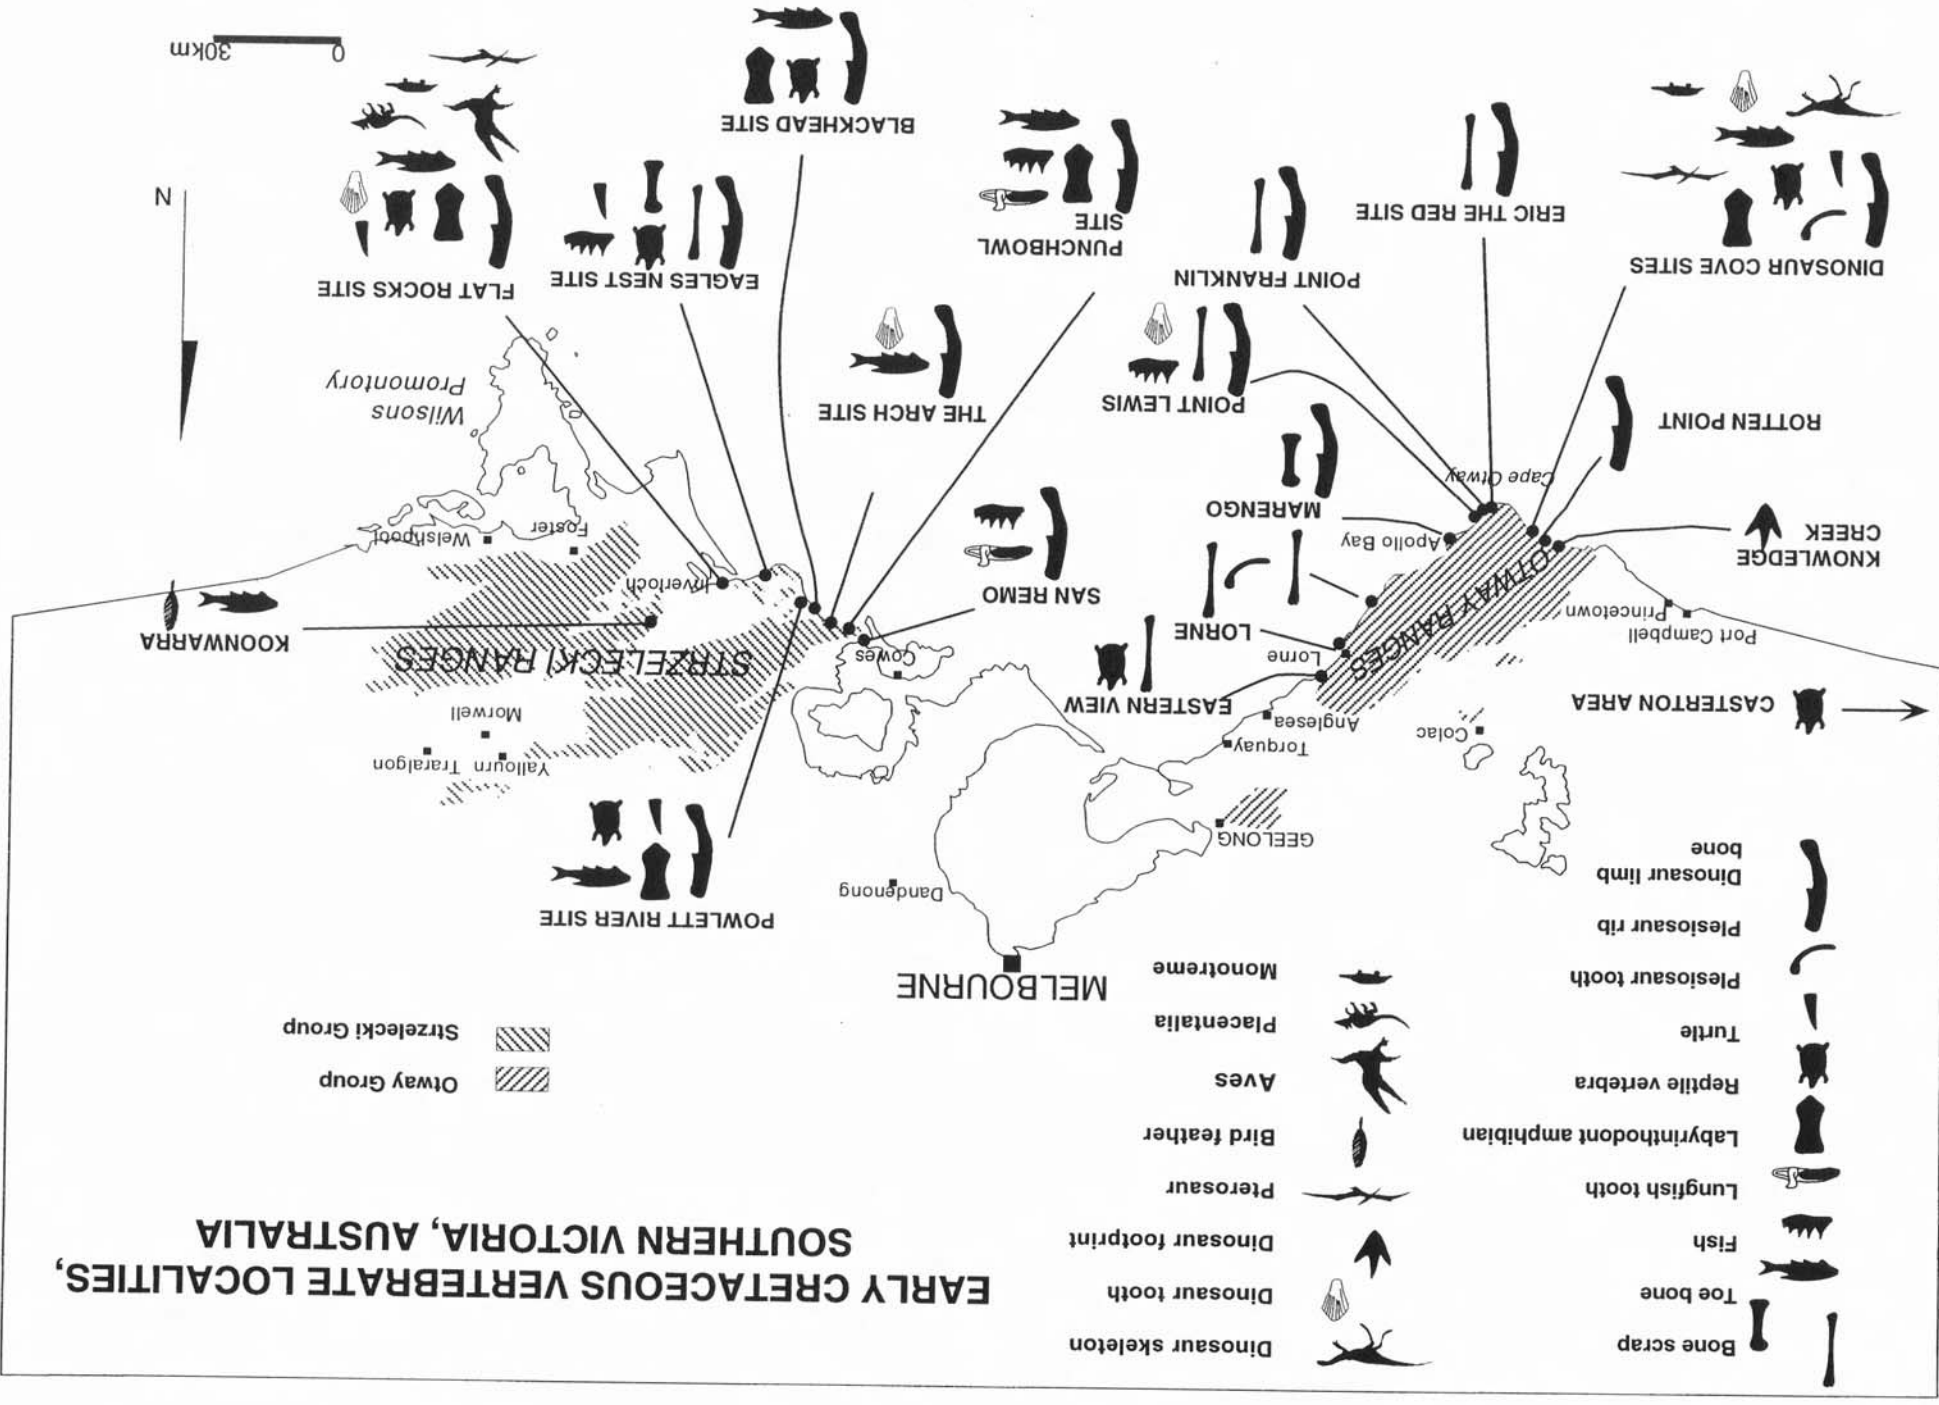 EARLY CRETACEOUS VERTEBRATE LOCALITIES,
SOUTHERN VICTORIA, AUSTRALIA
Bone scrap
Toe bone
Fish
Lungfish tooth
Labyrinthodont amphibian
Reptile vertebra
Turtle
Plesiosaur tooth
Plesiosaur rib
Dinosaur limb
bone
Dinosaur skeleton
Dinosaur tooth
Dinosaur footprint
Pterosaur
Bird feather
Aves
Placentalia
Monotreme
Otway Group
Strzelecki Group
MELBOURNE
POWLETT RIVER SITE
Dandenong
GEELONG
Yallourn
Traralgon
Morwell
Torquay
Anglesea
Colac
CASTERTON AREA
EASTERN VIEW
Lorne
LORNE
Cowes
STRZELECKI RANGES
KOONWARRA
Port Campbell
Princetown
OTWAY RANGES
SAN REMO
Inverloch
KNOWLEDGE
CREEK
Apollo Bay
MARENGO
Foster
Welshpool
Cape Otway
ROTTEN POINT
POINT LEWIS
THE ARCH SITE
Wilsons
Promontory
DINOSAUR COVE SITES
ERIC THE RED SITE
POINT FRANKLIN
PUNCHBOWL
SITE
EAGLES NEST SITE
FLAT ROCKS SITE
BLACKHEAD SITE
N
0
30km